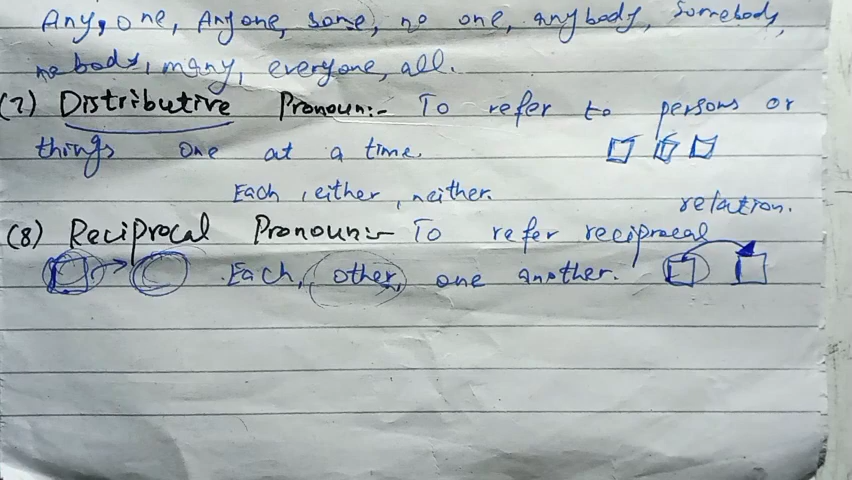 Any, one, Anyone, some, no one, anybody, Somebody,
nobody, many, everyone, all.
(7) Distributive Pronoun:- To refer to persons or
things one at a time.
Each, either, neither.
relation.
(8) Reciprocal Pronoun:- To refer reciprocal
Each, other, one another.